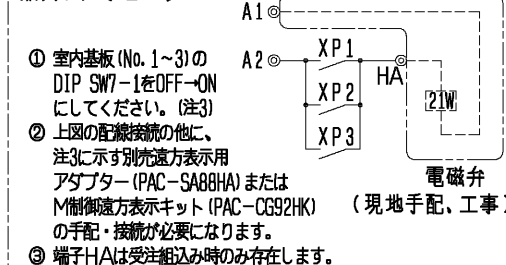 A1
A2
XP1
XP2
XP3
HA
21W
電磁弁
(現地手配、工事)
① 室内基板(No. 1~3)の
DIP SW7-1をOFF→ON
にしてください。(注3)
② 上図の配線接続の他に、
注3に示す別売遠方表示用
アダプター(PAC-SA88HA)または
M制御遠方表示キット(PAC-CG92HK)
の手配・接続が必要になります。
③ 端子HAは受注組込み時のみ存在します。